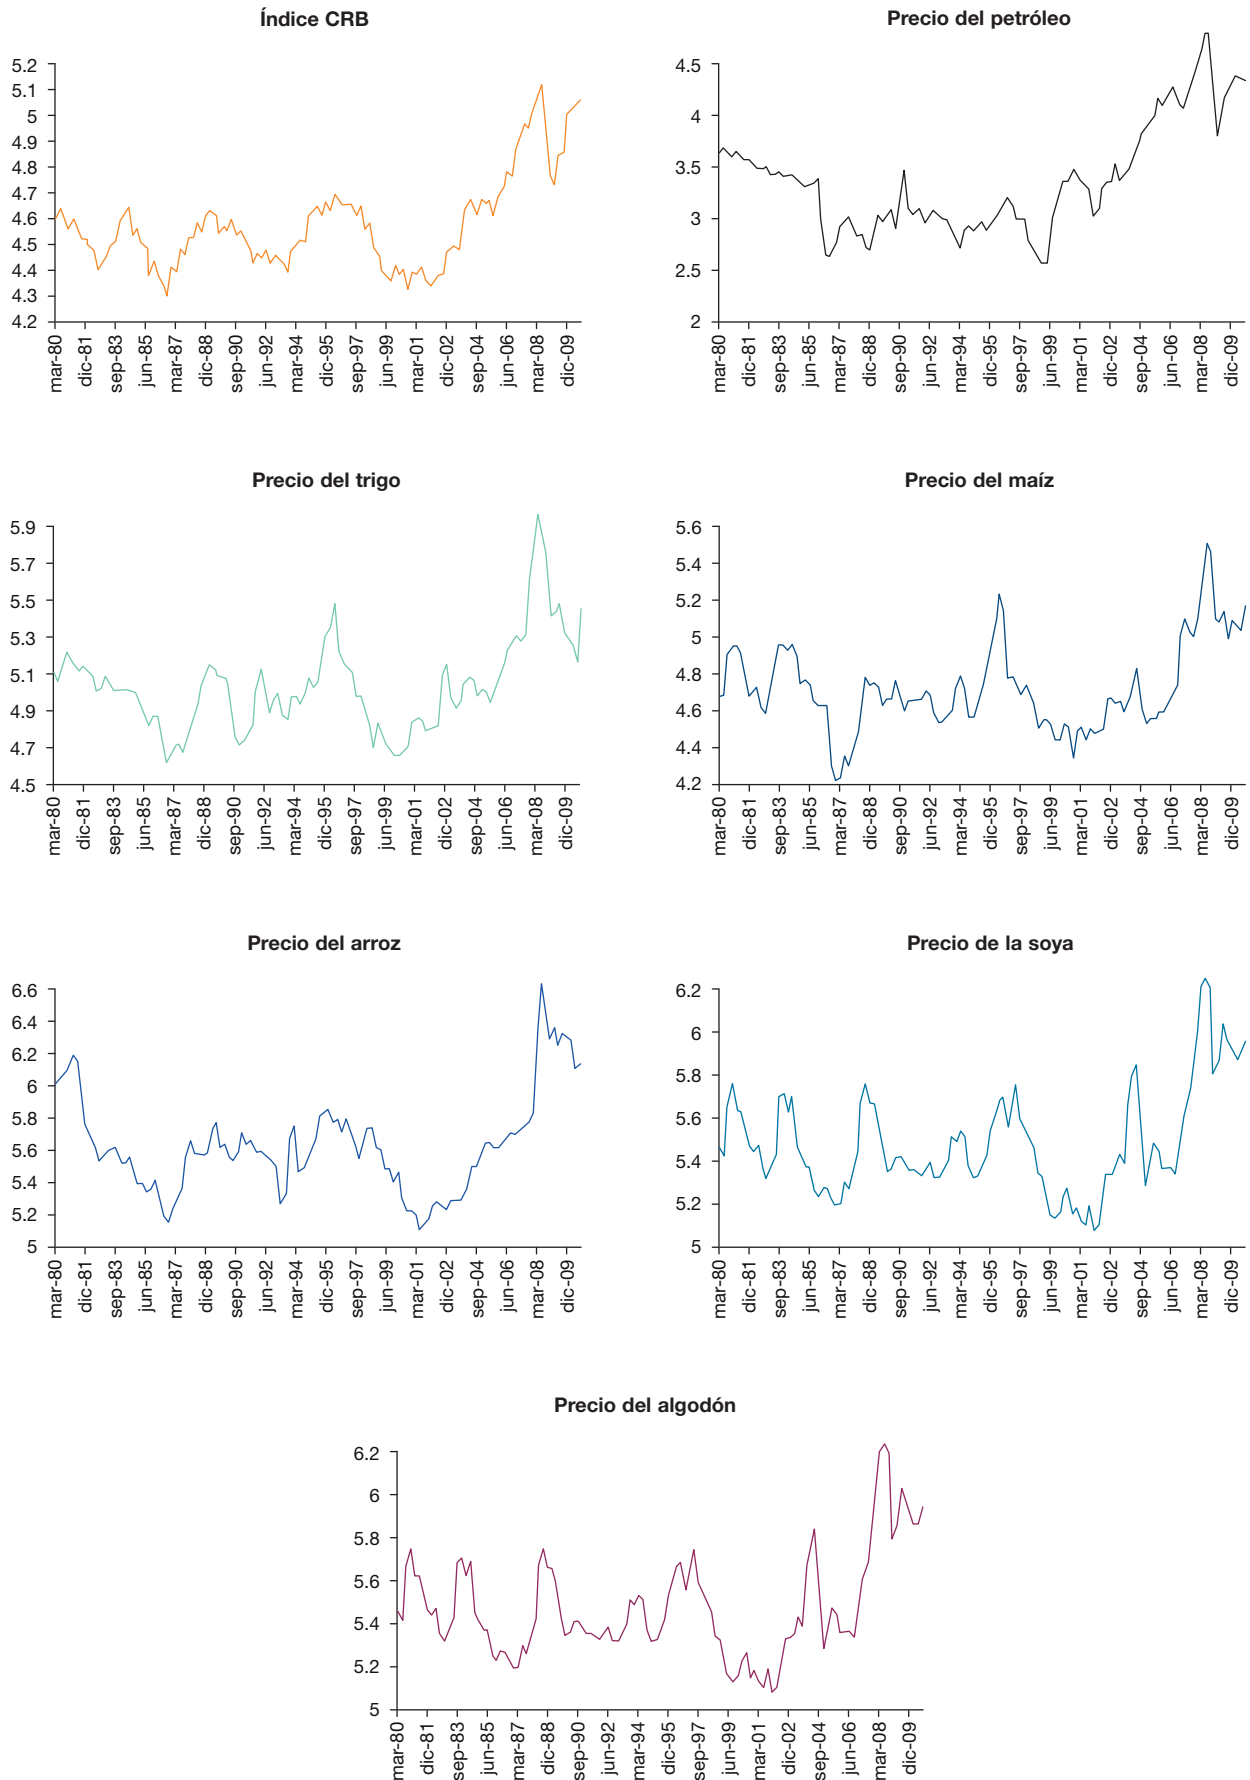 Índice CRB
5.2
5.1
5
4.9
4.8
4.7
4.6
4.5
4.4
4.3
4.2
mar-80
dic-81
sep-83
jun-85
mar-87
dic-88
sep-90
jun-92
mar-94
dic-95
sep-97
jun-99
mar-01
dic-02
sep-04
jun-06
mar-08
dic-09
Precio del petróleo
4.5
4
3.5
3
2.5
2
mar-80
dic-81
sep-83
jun-85
mar-87
dic-88
sep-90
jun-92
mar-94
dic-95
sep-97
jun-99
mar-01
dic-02
sep-04
jun-06
mar-08
dic-09
Precio del trigo
5.9
5.7
5.5
5.3
5.1
4.9
4.7
4.5
mar-80
dic-81
sep-83
jun-85
mar-87
dic-88
sep-90
jun-92
mar-94
dic-95
sep-97
jun-99
mar-01
dic-02
sep-04
jun-06
mar-08
dic-09
Precio del maíz
5.6
5.4
5.2
5
4.8
4.6
4.4
4.2
mar-80
dic-81
sep-83
jun-85
mar-87
dic-88
sep-90
jun-92
mar-94
dic-95
sep-97
jun-99
mar-01
dic-02
sep-04
jun-06
mar-08
dic-09
Precio del arroz
6.6
6.4
6.2
6
5.8
5.6
5.4
5.2
5
mar-80
dic-81
sep-83
jun-85
mar-87
dic-88
sep-90
jun-92
mar-94
dic-95
sep-97
jun-99
mar-01
dic-02
sep-04
jun-06
mar-08
dic-09
Precio de la soya
6.2
6
5.8
5.6
5.4
5.2
5
mar-80
dic-81
sep-83
jun-85
mar-87
dic-88
sep-90
jun-92
mar-94
dic-95
sep-97
jun-99
mar-01
dic-02
sep-04
jun-06
mar-08
dic-09
Precio del algodón
6.2
6
5.8
5.6
5.4
5.2
5
mar-80
dic-81
sep-83
jun-85
mar-87
dic-88
sep-90
jun-92
mar-94
dic-95
sep-97
jun-99
mar-01
dic-02
sep-04
jun-06
mar-08
dic-09